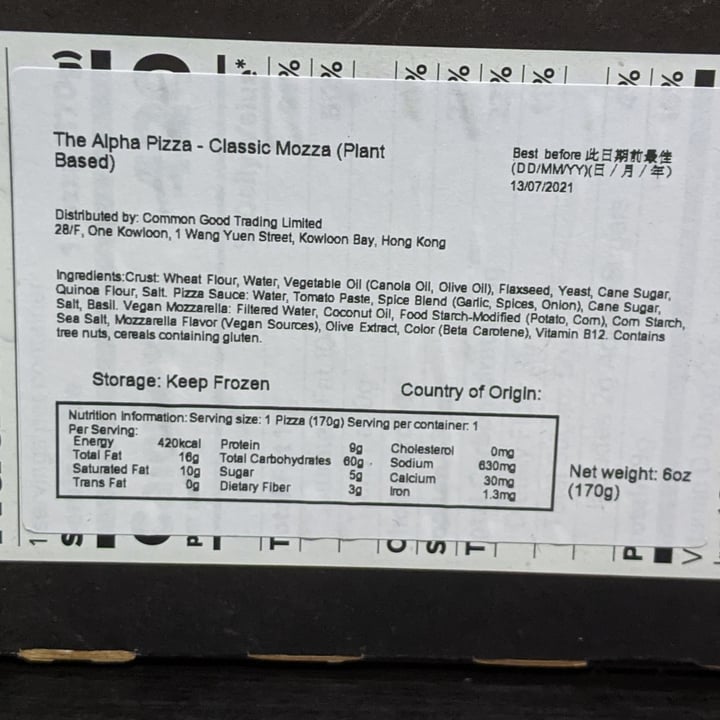 The Alpha Pizza - Classic Mozza (Plant
Based)
Best before 此日期前最佳
(DD/MM/YY)(日/月/年)
13/07/2021
Distributed by: Common Good Trading Limited
28/F, One Kowloon, 1 Wang Yuen Street, Kowloon Bay, Hong Kong
Ingredients:Crust: Wheat Flour, Water, Vegetable Oil (Canola Oil, Olive Oil), Flaxseed, Yeast, Cane Sugar,
Quinoa Flour, Salt. Pizza Sauce: Water, Tomato Paste, Spice Blend (Garlic, Spices, Onion), Cane Sugar,
Salt, Basil. Vegan Mozzarella: Filtered Water, Coconut Oil, Food Starch-Modified (Potato, Corn), Corn Starch,
Sea Salt, Mozzarella Flavor (Vegan Sources), Olive Extract, Color (Beta Carotene), Vitamin B12. Contains
tree nuts, cereals containing gluten.
Storage: Keep Frozen
Country of Origin:
Nutrition Information: Serving size: 1 Pizza (170g) Serving per container: 1
Per Serving:
Energy 420kcal Protein 9g Cholesterol 0mg
Total Fat 16g Total Carbohydrates 60g Sodium 630mg
Saturated Fat 10g Sugar 5g Calcium 30mg
Trans Fat 0g Dietary Fiber 3g Iron 1.3mg
Net weight: 6oz
(170g)